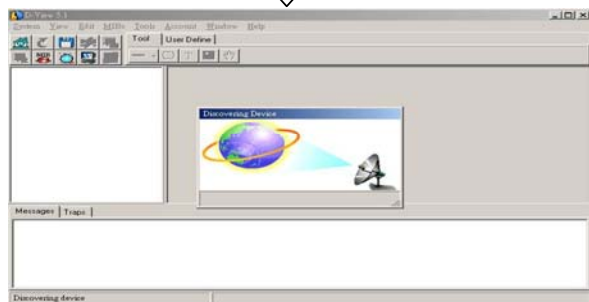 D-View 5.1
System View Edit MIBs Tools Account Window Help
Tool User Define
Discovering Device
Messages Traps
Discovering device